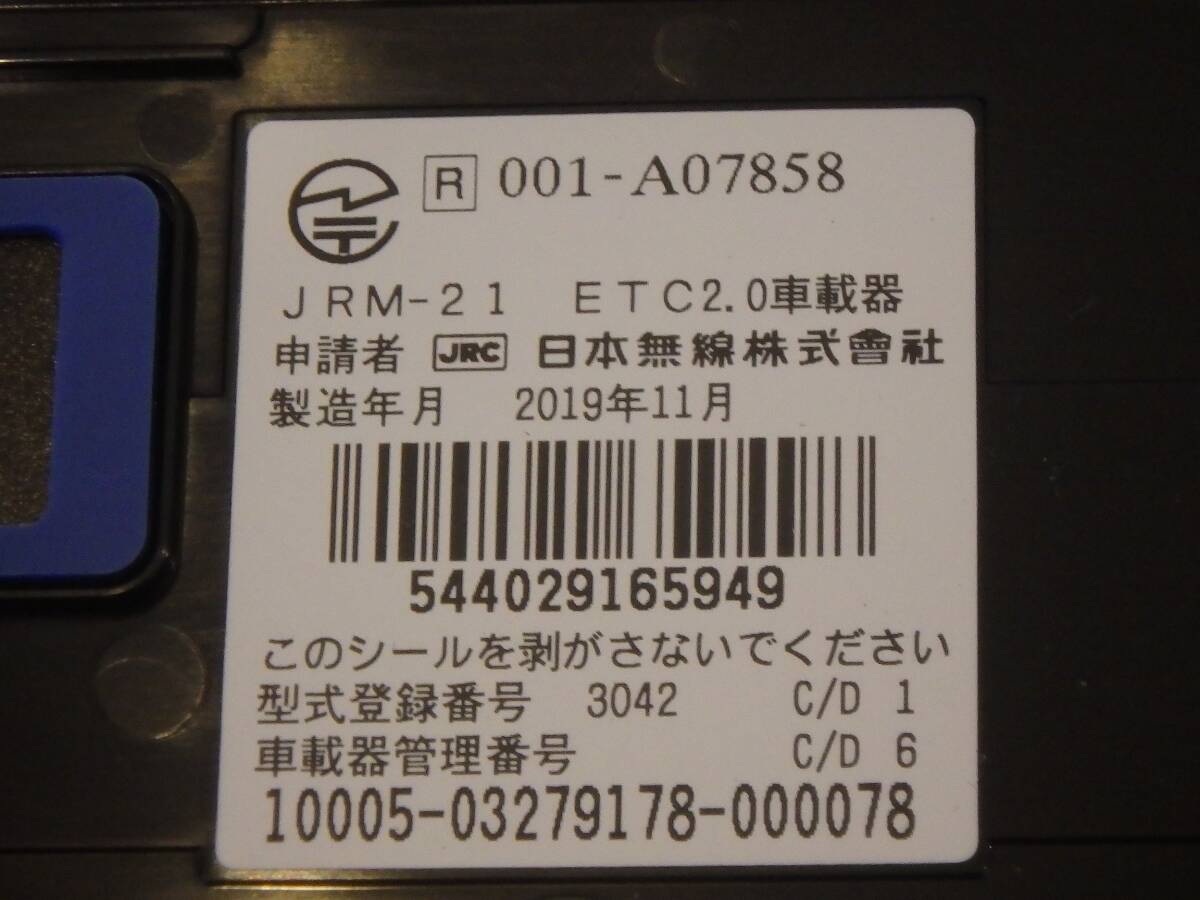 R 001-A07858
JRM-21 ETC2.0車載器
申請者 JRC 日本無線株式會社
製造年月 2019年11月
544029165949
このシールを剥がさないでください
型式登録番号 3042 C/D 1
車載器管理番号 C/D 6
10005-03279178-000078